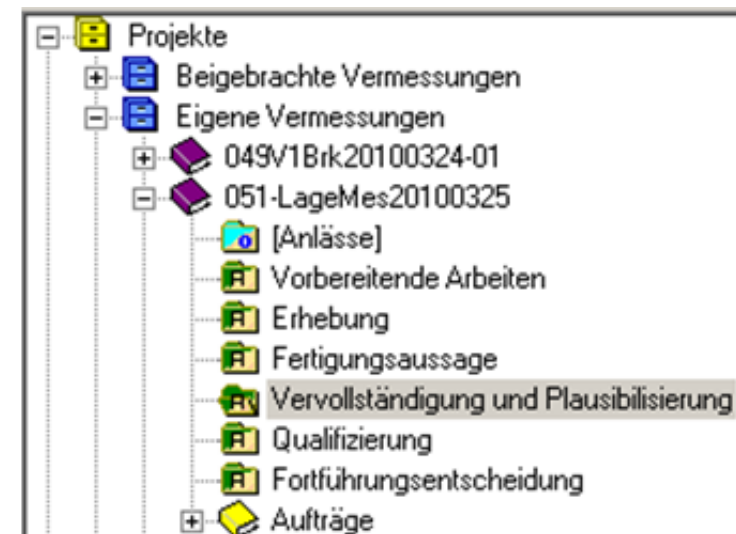 Projekte
Beigebrachte Vermessungen
Eigene Vermessungen
049V1Brk20100324-01
051-LageMes20100325
[Anlässe]
Vorbereitende Arbeiten
Erhebung
Fertigungsaussage
Vervollständigung und Plausibilisierung
Qualifizierung
Fortführungsentscheidung
Aufträge